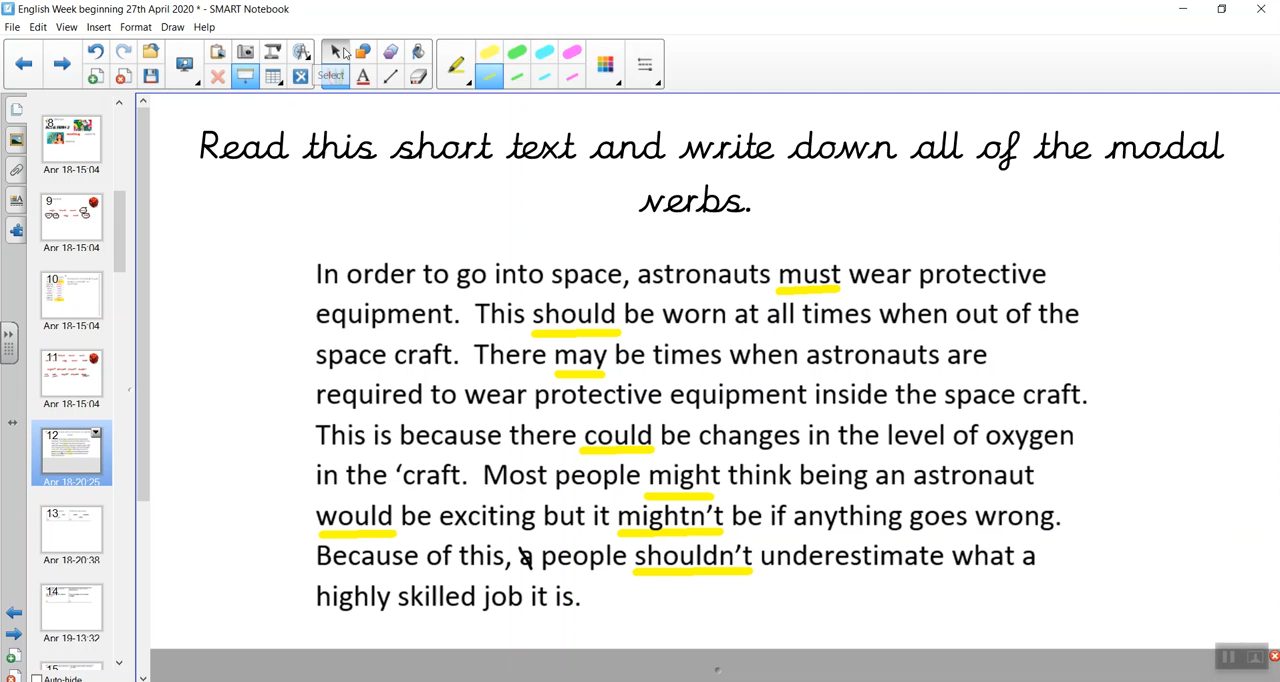 English Week beginning 27th April 2020 * - SMART Notebook
File Edit View Insert Format Draw Help
Select
8
Apr 18-15:04
9
Apr 18-15:04
10
Apr 18-15:04
11
Apr 18-15:04
12
Apr 18-20:25
13
Apr 18-20:38
14
Apr 19-13:32
15
Auto-hide
Read this short text and write down all of the modal
verbs.
In order to go into space, astronauts must wear protective
equipment. This should be worn at all times when out of the
space craft. There may be times when astronauts are
required to wear protective equipment inside the space craft.
This is because there could be changes in the level of oxygen
in the ‘craft. Most people might think being an astronaut
would be exciting but it mightn’t be if anything goes wrong.
Because of this, a people shouldn’t underestimate what a
highly skilled job it is.